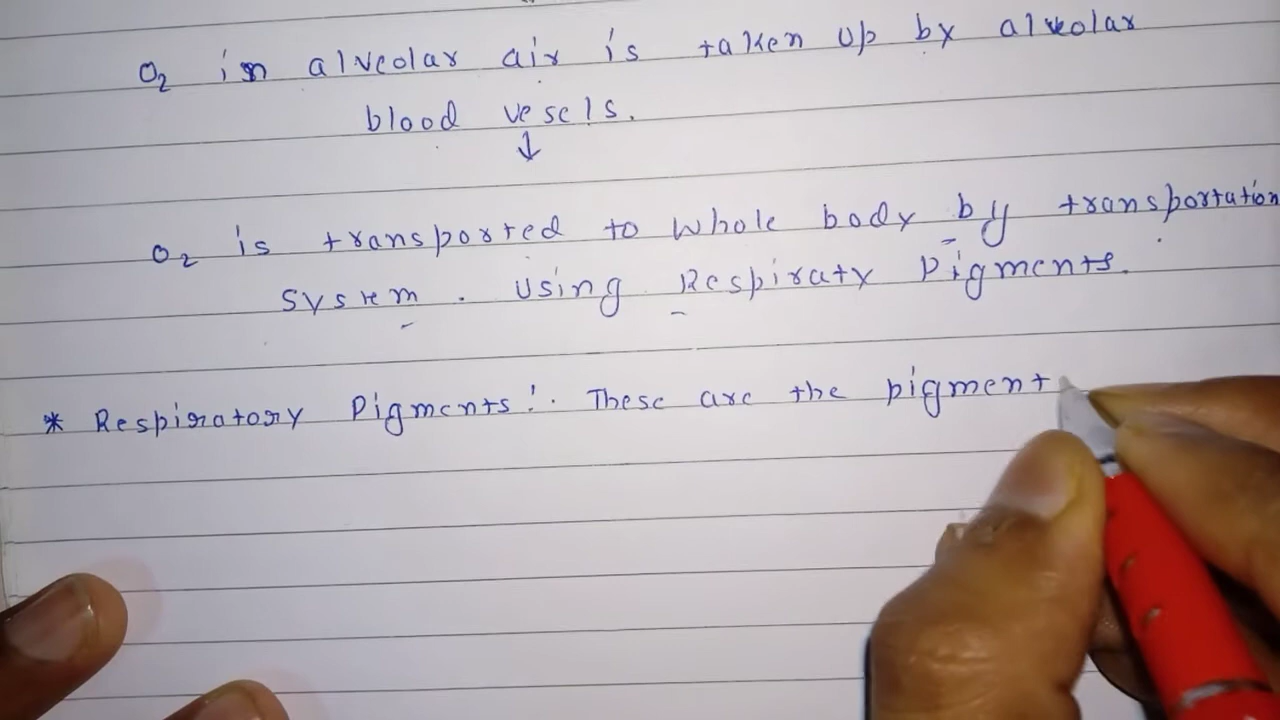 O₂ in alveolar air is taken up by alveolar
blood vesels.
↓
O₂ is transported to whole body by transportation
system. Using Respiraty Pigments.
* Respiratory Pigments:. These are the pigment